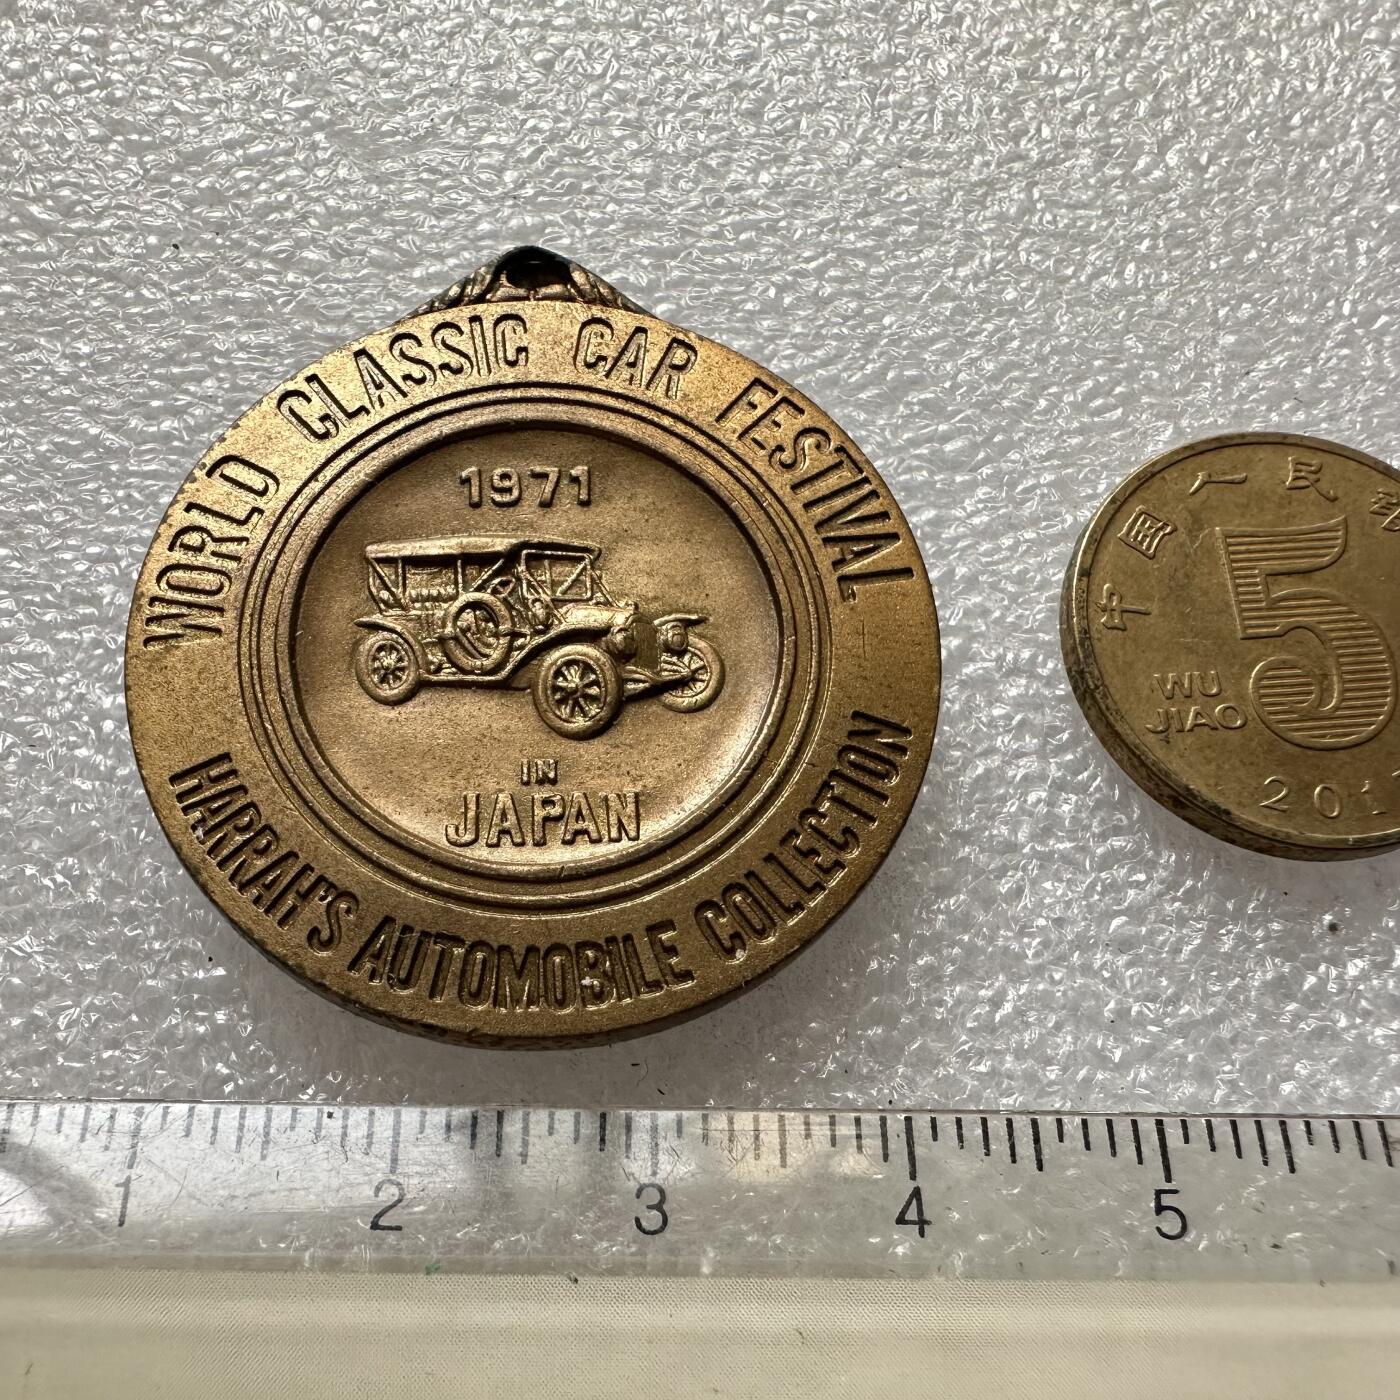 WORLD CLASSIC CAR FESTIVAL
1971
IN
JAPAN
HARRAH'S AUTOMOBILE COLLECTION
中国人民
5
WU
JIAO
201
1 2 3 4 5